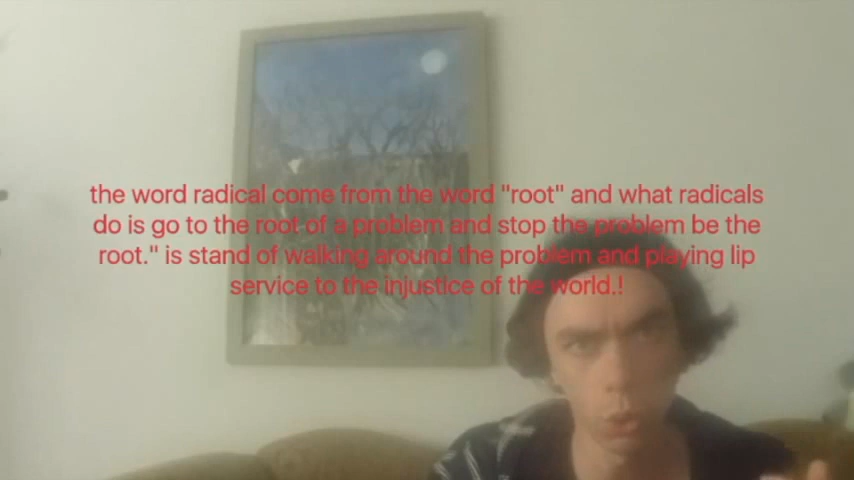 the word radical come from the word "root" and what radicals
do is go to the root of a problem and stop the problem be the
root." is stand of walking around the problem and playing lip
service to the injustice of the world.!